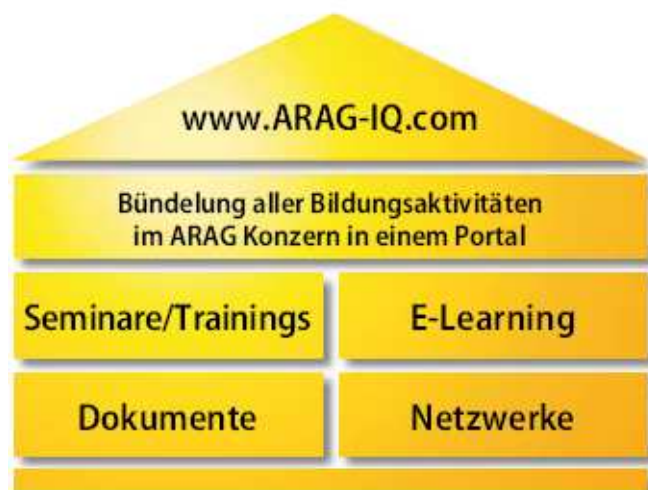 www.ARAG-IQ.com
Bündelung aller Bildungsaktivitäten
im ARAG Konzern in einem Portal
Seminare/Trainings
E-Learning
Dokumente
Netzwerke